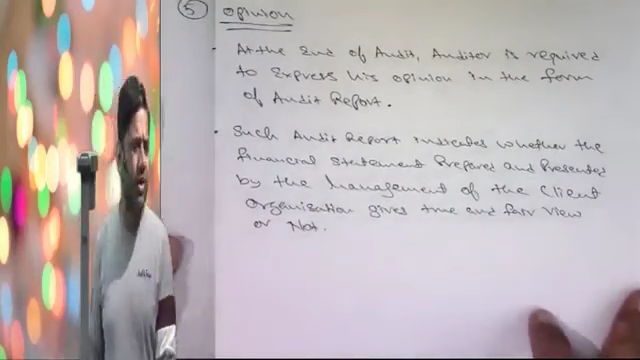 5 Opinion
At the End of Audit, Auditor is required
to Express his opinion in the form
of Audit Report.
Such Audit Report indicates whether the
financial statement Prepared and Presented
by the Management of the Client
Organisation gives true and fair view
or Not.